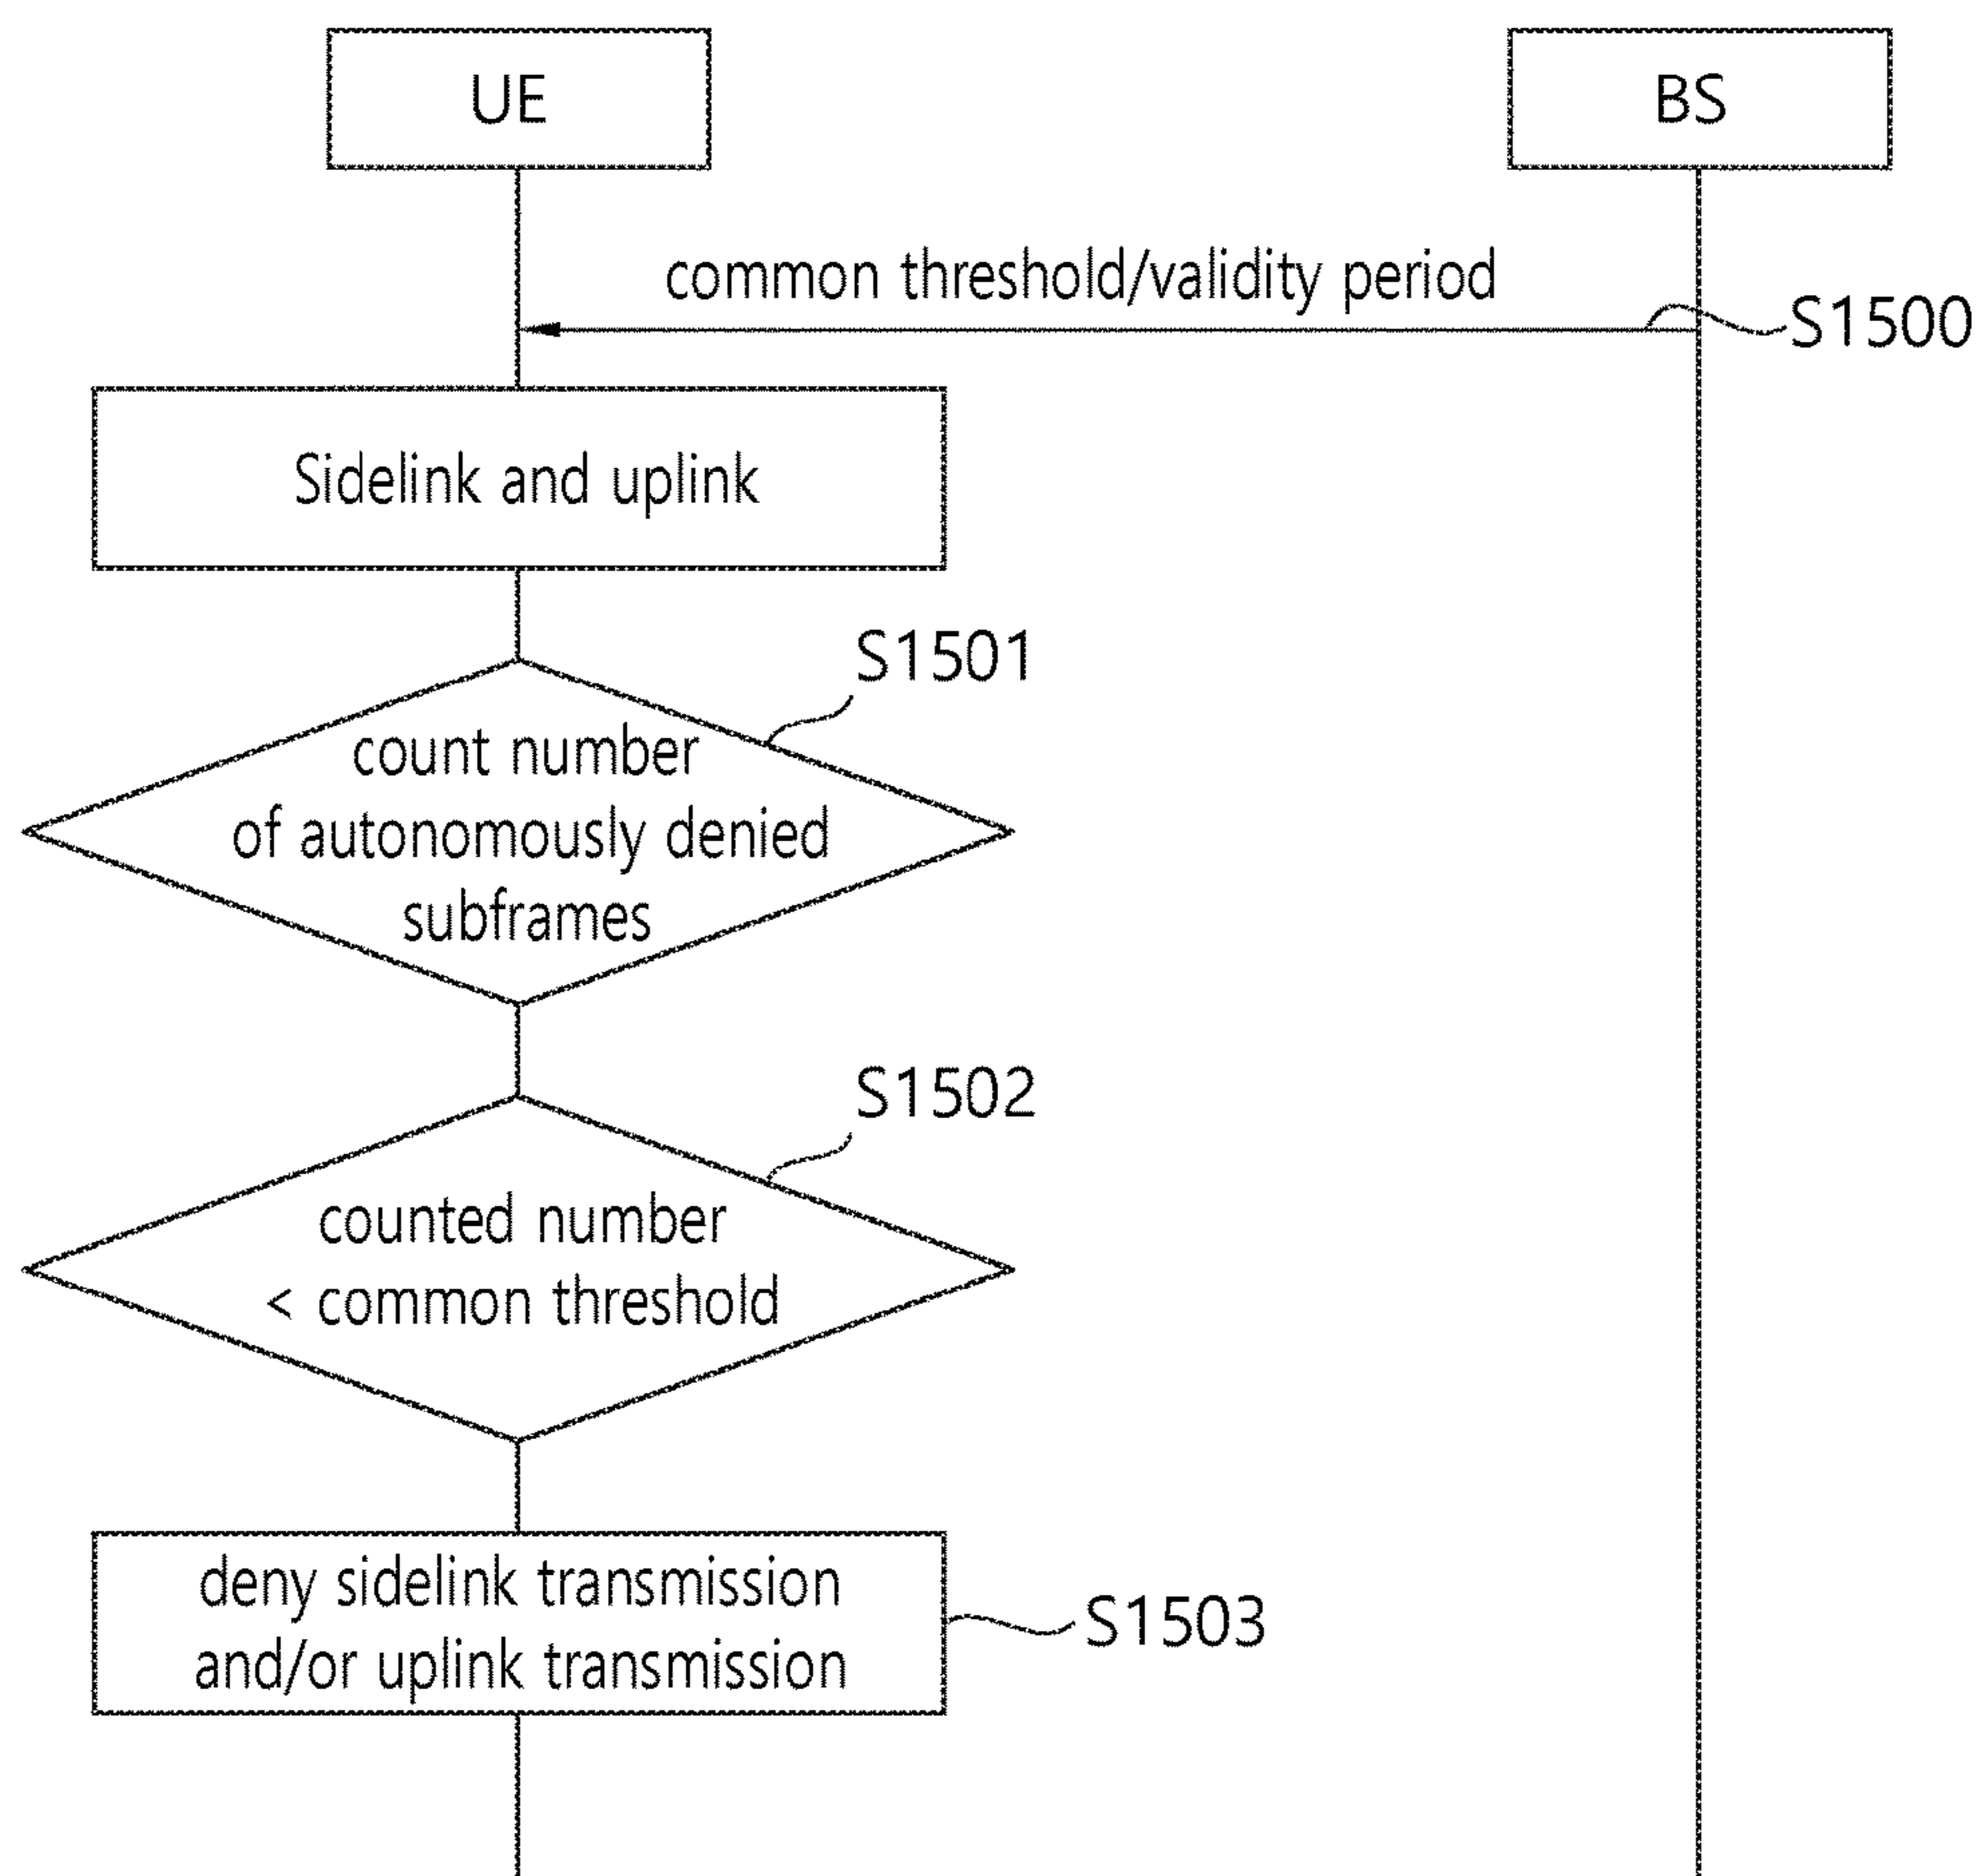 UE
BS
common threshold/validity period
S1500
Sidelink and uplink
S1501
count number
of autonomously denied
subframes
S1502
counted number
< common threshold
deny sidelink transmission
and/or uplink transmission
S1503